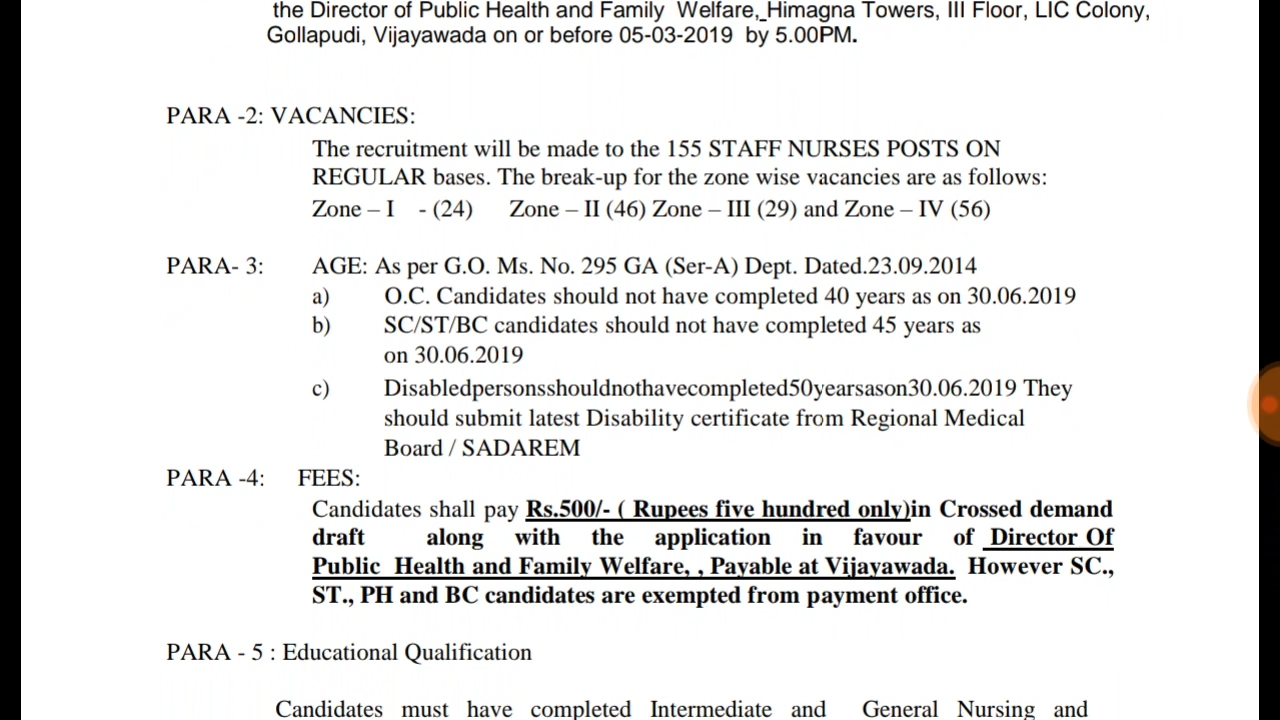 the Director of Public Health and Family Welfare, Himagna Towers, III Floor, LIC Colony,
Gollapudi, Vijayawada on or before 05-03-2019 by 5.00PM.
PARA -2: VACANCIES:
The recruitment will be made to the 155 STAFF NURSES POSTS ON
REGULAR bases. The break-up for the zone wise vacancies are as follows:
Zone – I - (24) Zone – II (46) Zone – III (29) and Zone – IV (56)
PARA- 3: AGE: As per G.O. Ms. No. 295 GA (Ser-A) Dept. Dated.23.09.2014
a) O.C. Candidates should not have completed 40 years as on 30.06.2019
b) SC/ST/BC candidates should not have completed 45 years as
on 30.06.2019
c) Disabledpersonsshouldnothavecompleted50yearsason30.06.2019 They
should submit latest Disability certificate from Regional Medical
Board / SADAREM
PARA -4: FEES:
Candidates shall pay Rs.500/- ( Rupees five hundred only)in Crossed demand
draft along with the application in favour of Director Of
Public Health and Family Welfare, , Payable at Vijayawada. However SC.,
ST., PH and BC candidates are exempted from payment office.
PARA - 5 : Educational Qualification
Candidates must have completed Intermediate and General Nursing and